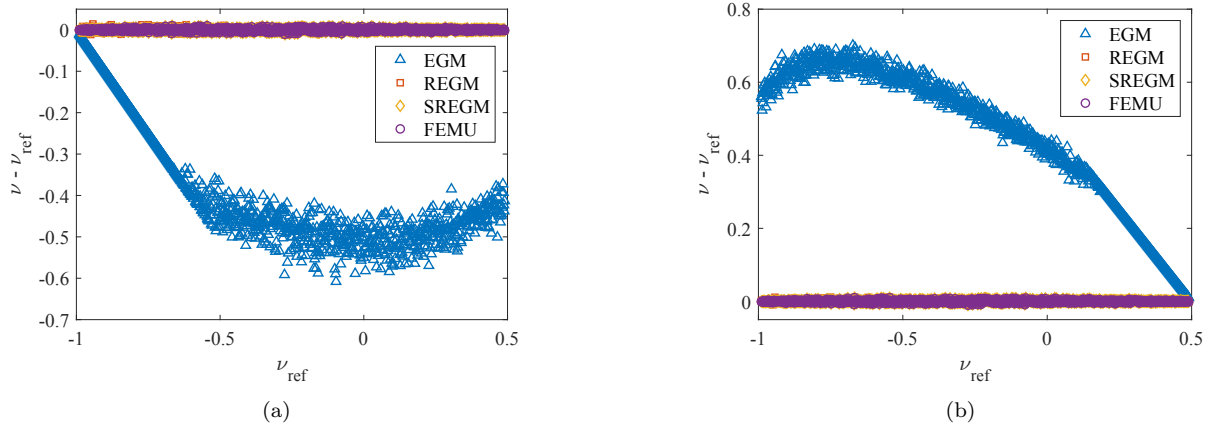 0
-0.1
-0.2
-0.3
-0.4
-0.5
-0.6
-0.7
ν - ν_ref
-1
-0.5
0
0.5
ν_ref
EGM
REGM
SREGM
FEMU
(a)
0.8
0.6
0.4
0.2
0
ν - ν_ref
-1
-0.5
0
0.5
ν_ref
EGM
REGM
SREGM
FEMU
(b)